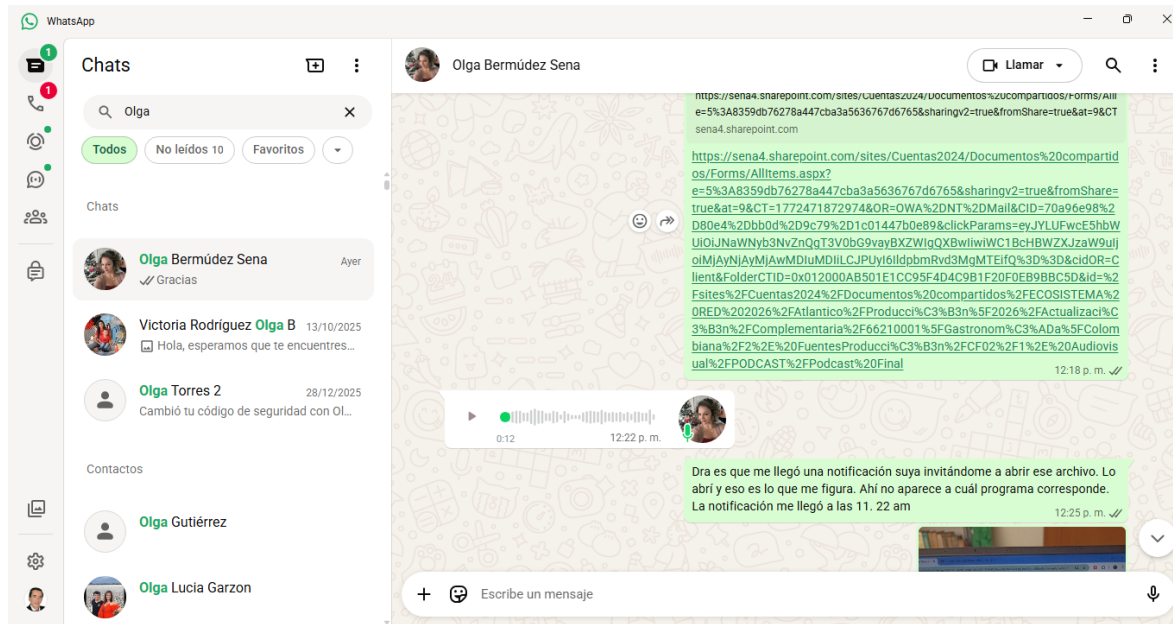 WhatsApp
1
Chats
1
Olga
Todos
No leídos 10
Favoritos
Chats
Olga Bermúdez Sena
Ayer
Gracias
Victoria Rodríguez Olga B
13/10/2025
Hola, esperamos que te encuentres...
Olga Torres 2
28/12/2025
Cambió tu código de seguridad con Ol...
Contactos
Olga Gutiérrez
Olga Lucia Garzon
Olga Bermúdez Sena
Llamar
https://sena4.sharepoint.com/sites/Cuentas2024/Documentos%20compartidos/Forms/AllI
e=5%3A8359db76278a447cba3a5636767d6765&sharingv2=true&fromShare=true&at=9&CT
sena4.sharepoint.com
https://sena4.sharepoint.com/sites/Cuentas2024/Documentos%20compartid
os/Forms/AllItems.aspx?
e=5%3A8359db76278a447cba3a5636767d6765&sharingv2=true&fromShare=
true&at=9&CT=1772471872974&OR=OWA%2DNT%2DMail&CID=70a96e98%2
D80e4%2Dbb0d%2D9c79%2D1c01447b0e89&clickParams=eyJYLUFwcE5hbW
UiOiJNaWNyb3NvZnQgT3V0bG9vayBXZWIgQXBwIiwiWC1BcHBWZXJzaW9uIj
oiMjAyNjAyMjAwMDIuMDIiLCJPUyI6IldpbmRvd3MgMTEifQ%3D%3D&cidOR=C
lient&FolderCTID=0x012000AB501E1CC95F4D4C9B1F20F0EB9BBC5D&id=%2
Fsites%2FCuentas2024%2FDocumentos%20compartidos%2FECOSISTEMA%2
0RED%202026%2FAtlantico%2FProducci%C3%B3n%5F2026%2FActualizaci%C
3%B3n%2FComplementaria%2F66210001%5FGastronom%C3%ADa%5FColom
biana%2F2%2E%20FuentesProducci%C3%B3n%2FCF02%2F1%2E%20Audiovis
ual%2FPODCAST%2FPodcast%20Final
12:18 p. m.
0:12
12:22 p. m.
Dra es que me llegó una notificación suya invitándome a abrir ese archivo. Lo
abrí y eso es lo que me figura. Ahí no aparece a cuál programa corresponde.
La notificación me llegó a las 11. 22 am
12:25 p. m.
Escribe un mensaje